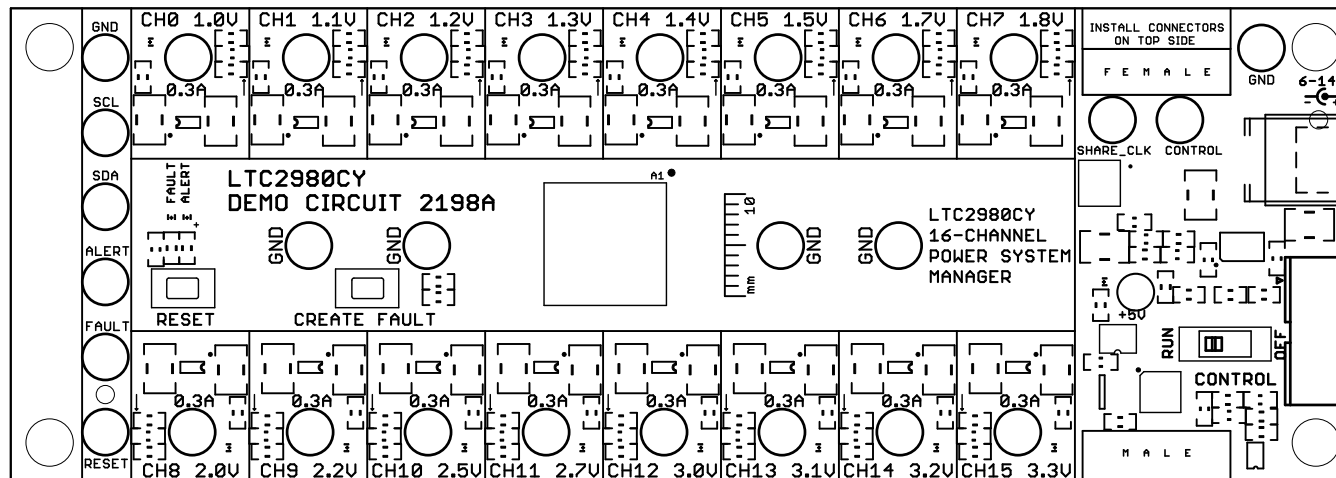 CH0 1.0V CH1 1.1V CH2 1.2V CH3 1.3V CH4 1.4V CH5 1.5V CH6 1.7V CH7 1.8V
0.3A 0.3A 0.3A 0.3A 0.3A 0.3A 0.3A 0.3A
GND
SCL
SDA
ALERT
FAULT
RESET
INSTALL CONNECTORS
ON TOP SIDE
FEMALE
GND
6-14
SHARE_CLK CONTROL
FAULT
ALERT
LTC2980CY
DEMO CIRCUIT 2198A
GND
GND
A1
10
mm
GND
GND
LTC2980CY
16-CHANNEL
POWER SYSTEM
MANAGER
RESET
CREATE FAULT
+5V
RUN
OFF
CONTROL
MALE
0.3A 0.3A 0.3A 0.3A 0.3A 0.3A 0.3A 0.3A
CH8 2.0V CH9 2.2V CH10 2.5V CH11 2.7V CH12 3.0V CH13 3.1V CH14 3.2V CH15 3.3V